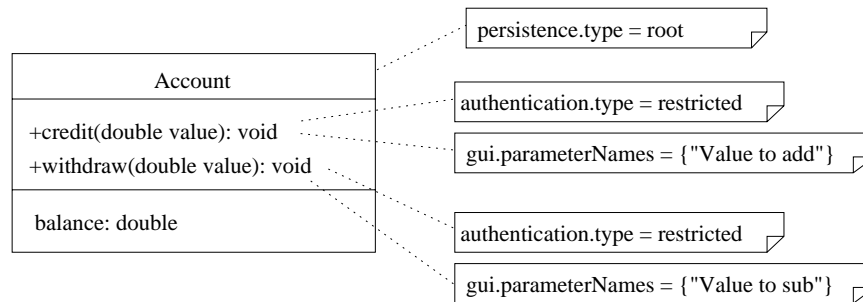 persistence.type = root
Account
authentication.type = restricted
+credit(double value): void
gui.parameterNames = {"Value to add"}
+withdraw(double value): void
balance: double
authentication.type = restricted
gui.parameterNames = {"Value to sub"}